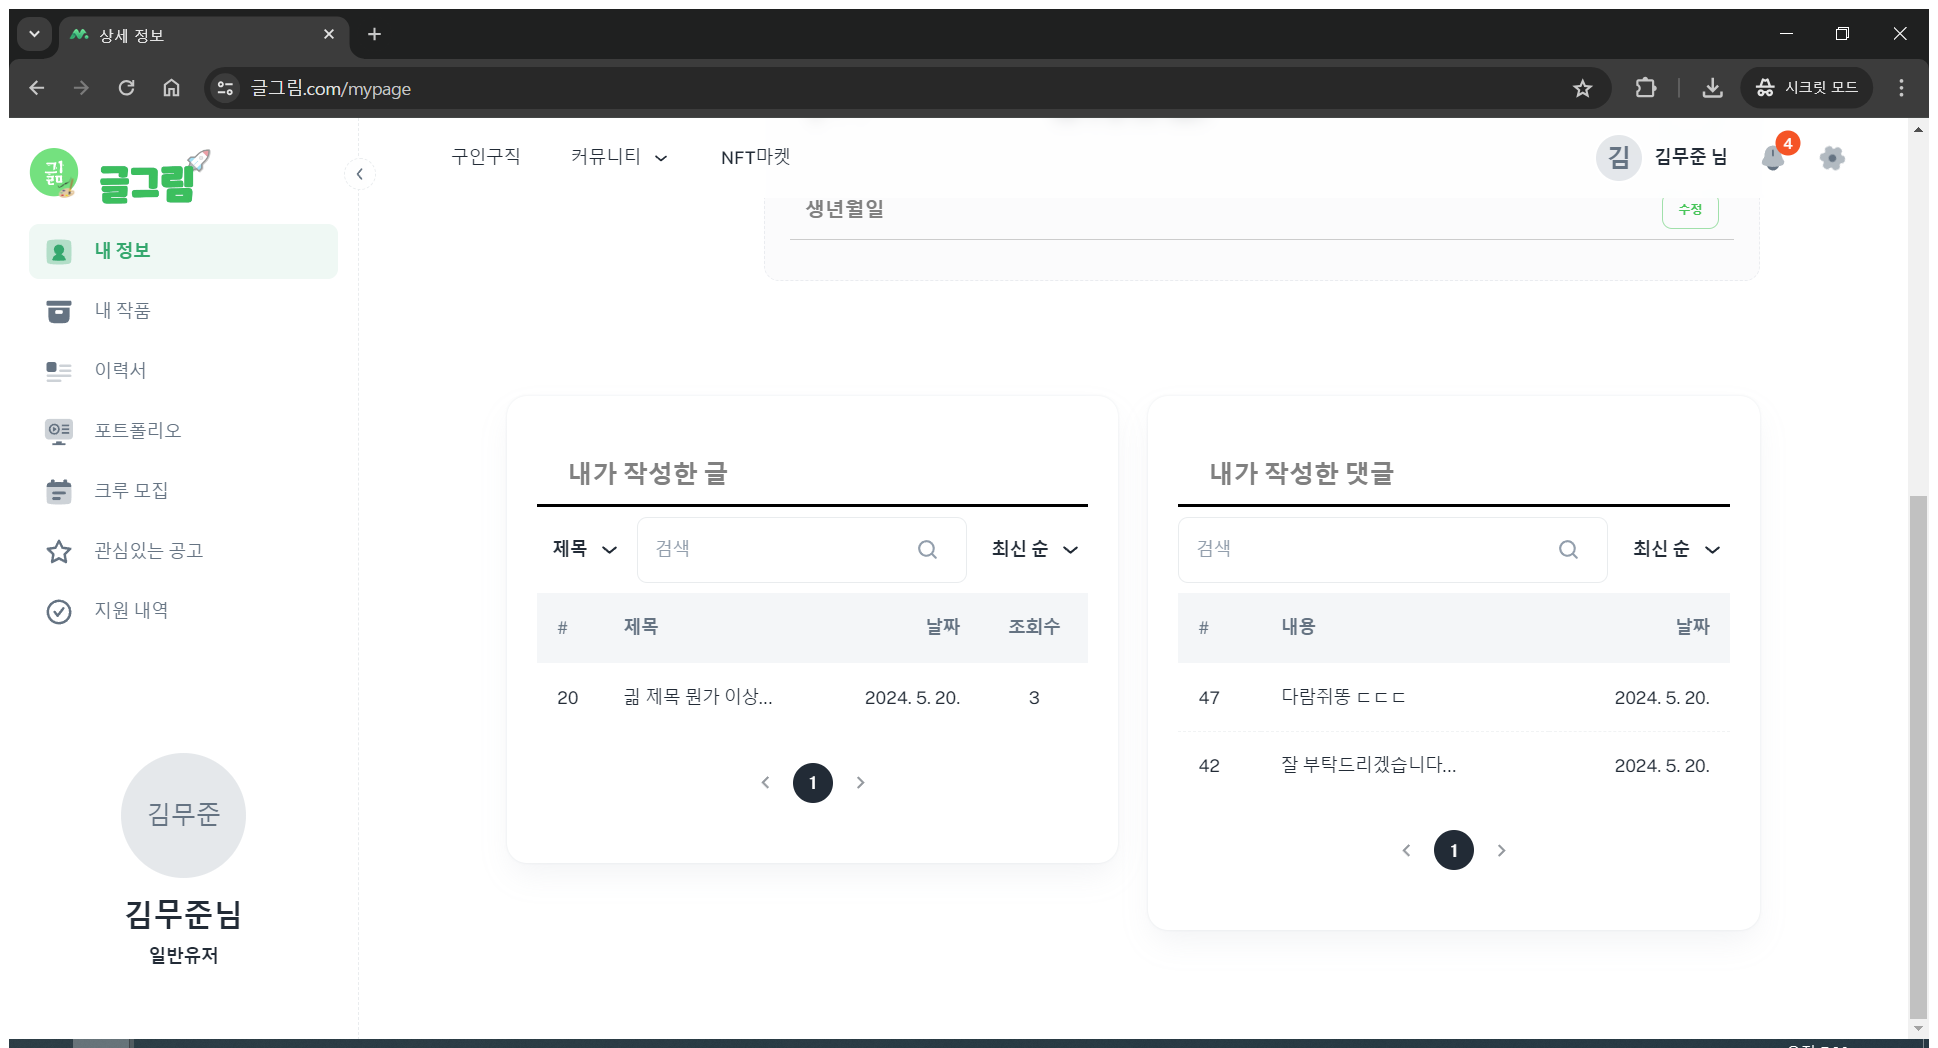 상세 정보
글그림.com/mypage
시크릿 모드
글그림
구인구직 커뮤니티 NFT마켓
김 김무준 님 4
내 정보
내 작품
이력서
포트폴리오
크루 모집
관심있는 공고
지원 내역
김무준
김무준님
일반유저
생년월일 수정
내가 작성한 글
제목 검색 최신 순
# 제목 날짜 조회수
20 긂 제목 뭔가 이상... 2024. 5. 20. 3
1
내가 작성한 댓글
검색 최신 순
# 내용 날짜
47 다람쥐똥 ㄷㄷㄷ 2024. 5. 20.
42 잘 부탁드리겠습니다... 2024. 5. 20.
1